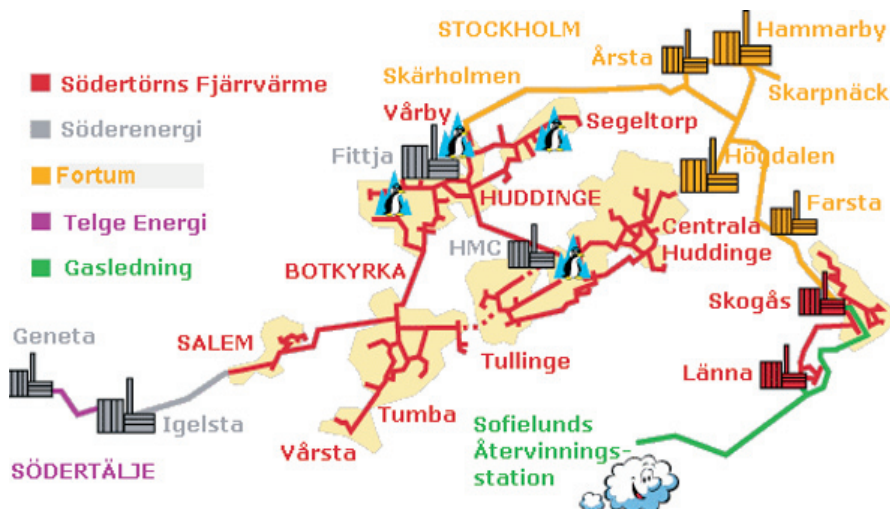 STOCKHOLM
Hammarby
Årsta
Skärholmen
Skarpnäck
Södertörns Fjärrvärme
Vårby
Segeltorp
Söderenergi
Fittja
Högdalen
Fortum
HUDDINGE
Farsta
Telge Energi
HMC
Centrala
Huddinge
Gasledning
BOTKYRKA
Skogås
Geneta
SALEM
Tullinge
Länna
Igelsta
Tumba
Sofielunds
Återvinnings-
station
Vårsta
SÖDERTÄLJE